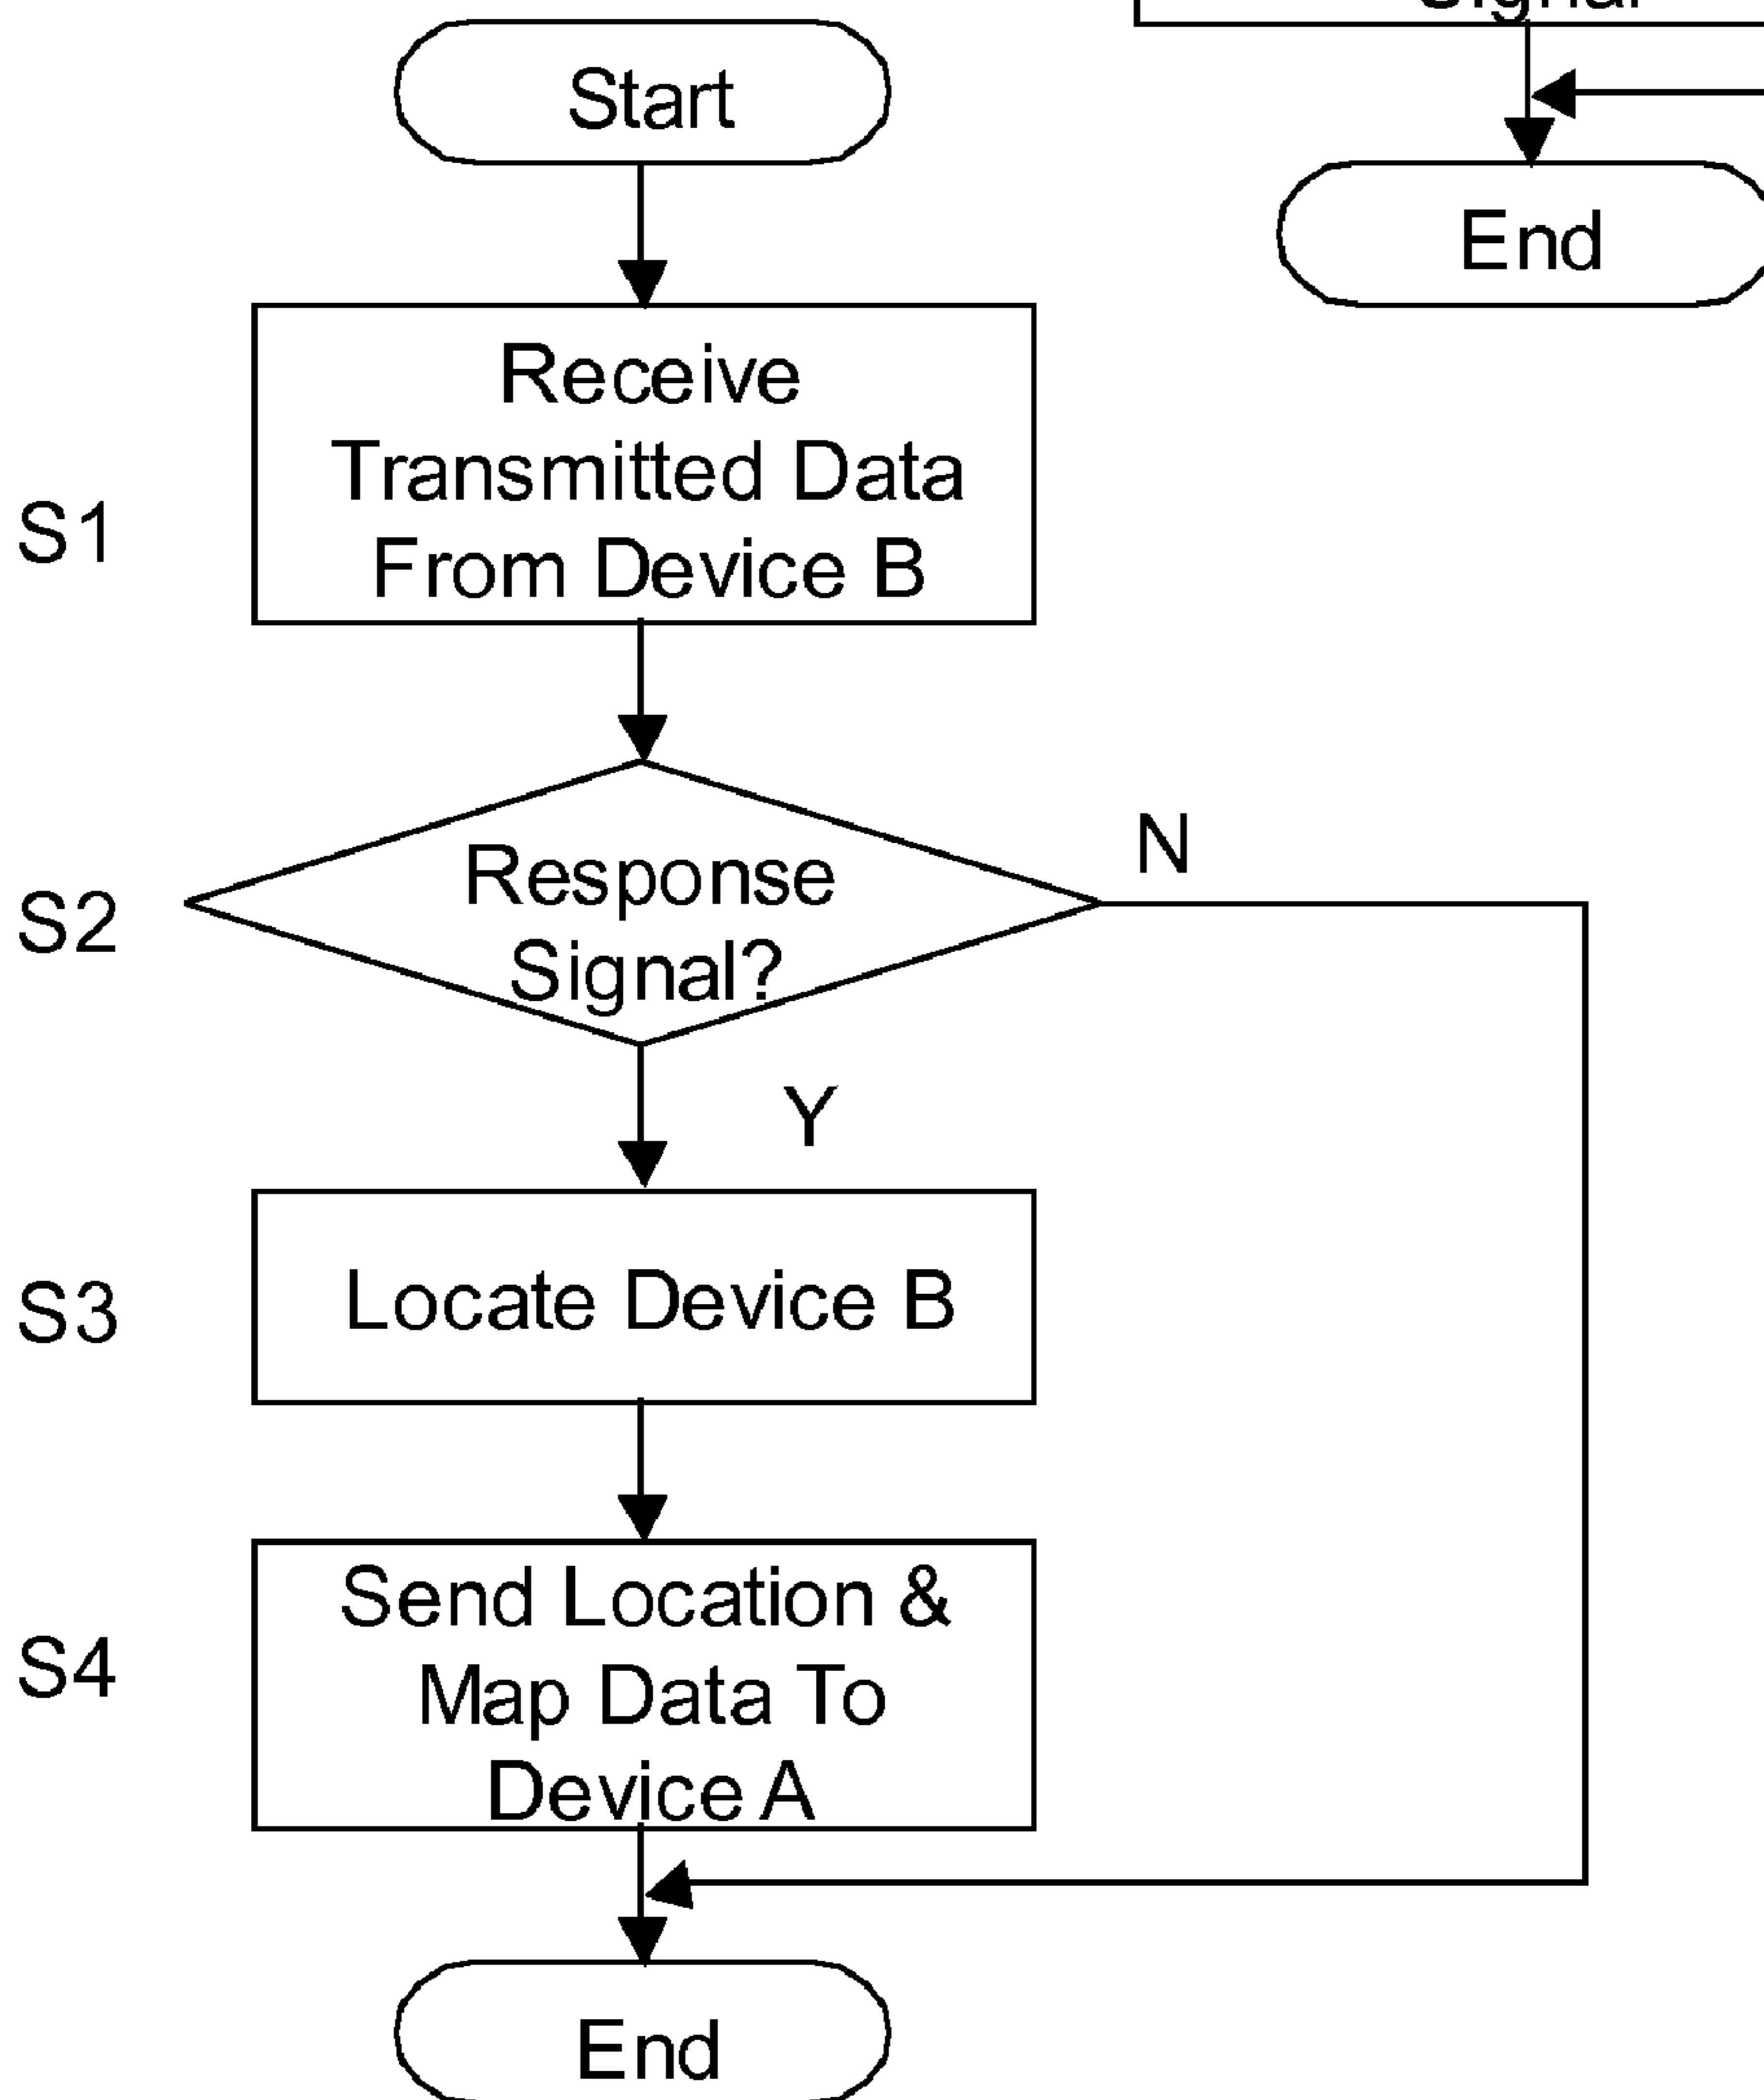 Signal
Start
End
Receive
Transmitted Data
From Device B
S1
Response
Signal?
N
S2
Y
Locate Device B
S3
Send Location &
Map Data To
Device A
S4
End